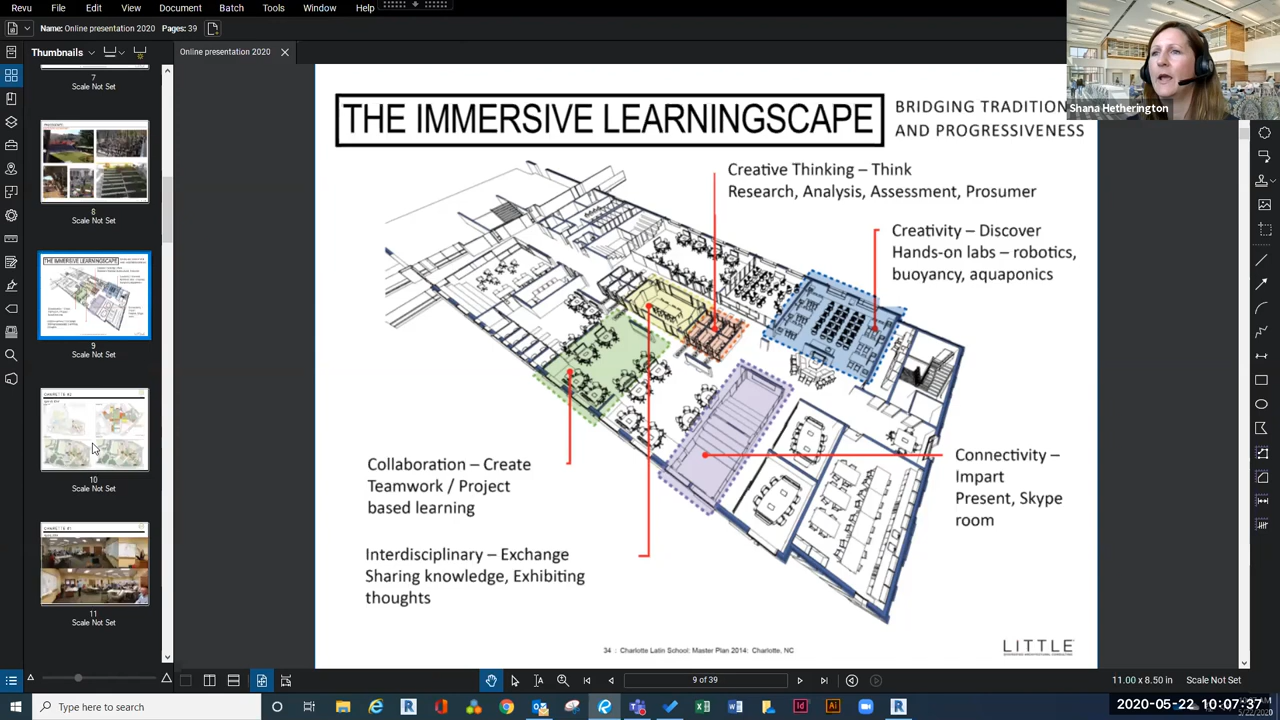 Revu File Edit View Document Batch Tools Window Help
Name: Online presentation 2020 Pages: 39
Thumbnails
Online presentation 2020
7
Scale Not Set
8
Scale Not Set
THE IMMERSIVE LEARNINGSCAPE
9
Scale Not Set
10
Scale Not Set
11
Scale Not Set
THE IMMERSIVE LEARNINGSCAPE
BRIDGING TRADITION
AND PROGRESSIVENESS
Creative Thinking – Think
Research, Analysis, Assessment, Prosumer
Creativity – Discover
Hands-on labs – robotics,
buoyancy, aquaponics
Collaboration – Create
Teamwork / Project
based learning
Connectivity –
Impart
Present, Skype
room
Interdisciplinary – Exchange
Sharing knowledge, Exhibiting
thoughts
34 : Charlotte Latin School: Master Plan 2014: Charlotte, NC
LITTLE
Shana Hetherington
9 of 39
11.00 x 8.50 in
Scale Not Set
Type here to search
2020-05-22 10:07:37